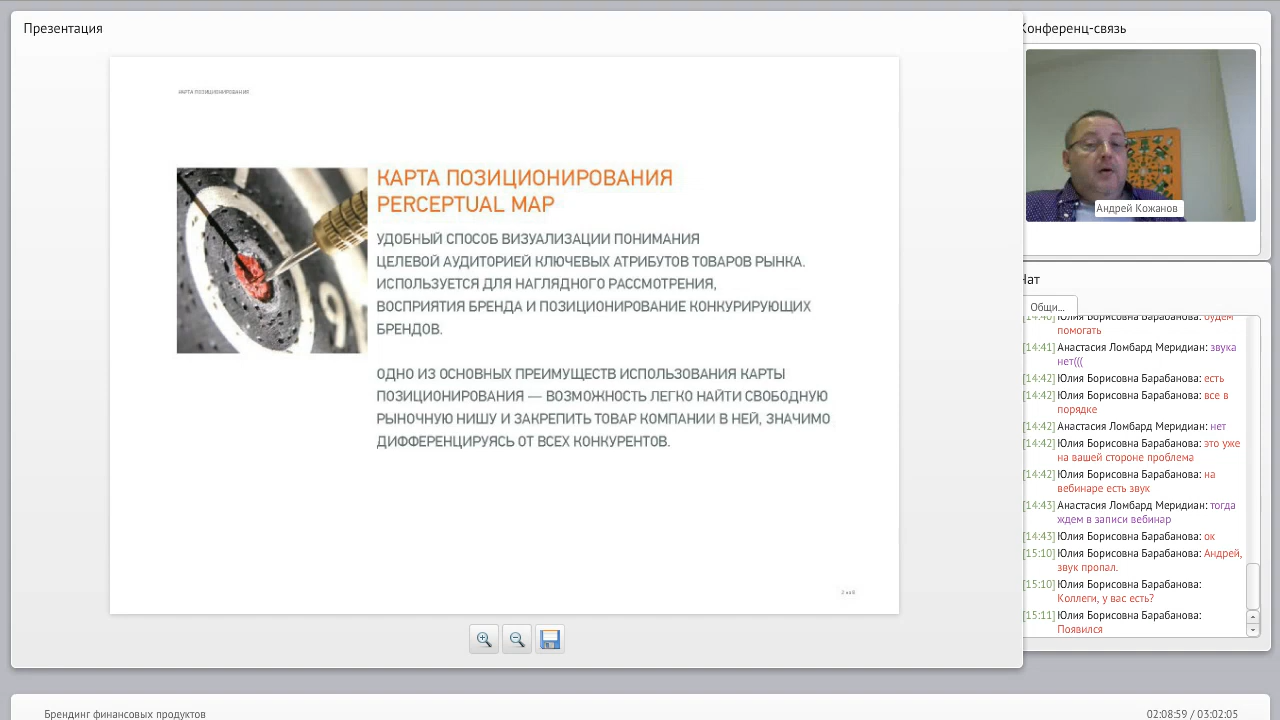 Презентация
КАРТА ПОЗИЦИОНИРОВАНИЯ
КАРТА ПОЗИЦИОНИРОВАНИЯ
PERCEPTUAL MAP
УДОБНЫЙ СПОСОБ ВИЗУАЛИЗАЦИИ ПОНИМАНИЯ
ЦЕЛЕВОЙ АУДИТОРИЕЙ КЛЮЧЕВЫХ АТРИБУТОВ ТОВАРОВ РЫНКА.
ИСПОЛЬЗУЕТСЯ ДЛЯ НАГЛЯДНОГО РАССМОТРЕНИЯ,
ВОСПРИЯТИЯ БРЕНДА И ПОЗИЦИОНИРОВАНИЕ КОНКУРИРУЮЩИХ
БРЕНДОВ.
ОДНО ИЗ ОСНОВНЫХ ПРЕИМУЩЕСТВ ИСПОЛЬЗОВАНИЯ КАРТЫ
ПОЗИЦИОНИРОВАНИЯ — ВОЗМОЖНОСТЬ ЛЕГКО НАЙТИ СВОБОДНУЮ
РЫНОЧНУЮ НИШУ И ЗАКРЕПИТЬ ТОВАР КОМПАНИИ В НЕЙ, ЗНАЧИМО
ДИФФЕРЕНЦИРУЯСЬ ОТ ВСЕХ КОНКУРЕНТОВ.
Конференц-связь
Андрей Кожанов
Чат
Общи...
[14:40] Юлия Борисовна Барабанова: будем
помогать
[14:41] Анастасия Ломбард Меридиан: звука
нет(((
[14:42] Юлия Борисовна Барабанова: есть
[14:42] Юлия Борисовна Барабанова: все в
порядке
[14:42] Анастасия Ломбард Меридиан: нет
[14:42] Юлия Борисовна Барабанова: это уже
на вашей стороне проблема
[14:42] Юлия Борисовна Барабанова: на
вебинаре есть звук
[14:43] Анастасия Ломбард Меридиан: тогда
ждем в записи вебинар
[14:43] Юлия Борисовна Барабанова: ок
[15:10] Юлия Борисовна Барабанова: Андрей,
звук пропал.
[15:10] Юлия Борисовна Барабанова:
Коллеги, у вас есть?
[15:11] Юлия Борисовна Барабанова:
Появился
Брендинг финансовых продуктов
02:08:59 / 03:02:05